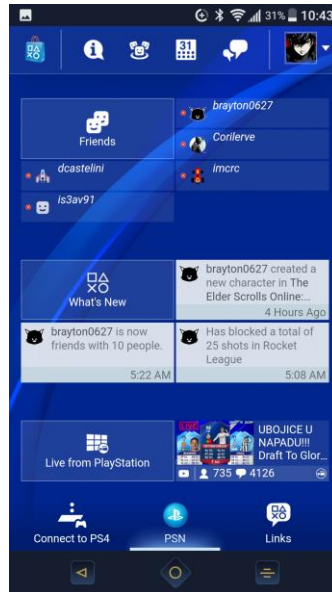 31% 10:43
31
Friends
brayton0627
Corilerve
dcastelini
lmcrc
is3av91
What's New
brayton0627 created a
new character in The
Elder Scrolls Online:...
4 Hours Ago
brayton0627 is now
friends with 10 people.
5:22 AM
Has blocked a total of
25 shots in Rocket
League
5:08 AM
Live from PlayStation
UBOJICE U
NAPADU!!!
Draft To Glor...
735 4126
Connect to PS4
PSN
Links